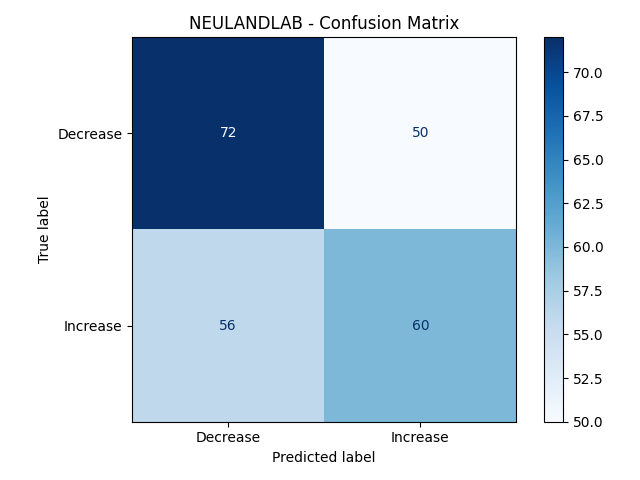 NEULANDLAB - Confusion Matrix
True label
Decrease
72
50
Increase
56
60
Decrease
Increase
Predicted label
70.0
67.5
65.0
62.5
60.0
57.5
55.0
52.5
50.0